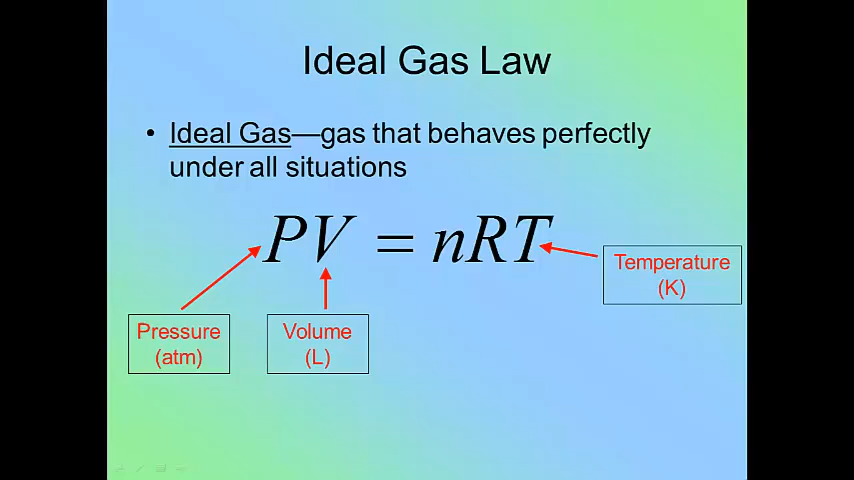 Ideal Gas Law
• Ideal Gas—gas that behaves perfectly
under all situations
PV = nRT
Temperature
(K)
Pressure
(atm)
Volume
(L)